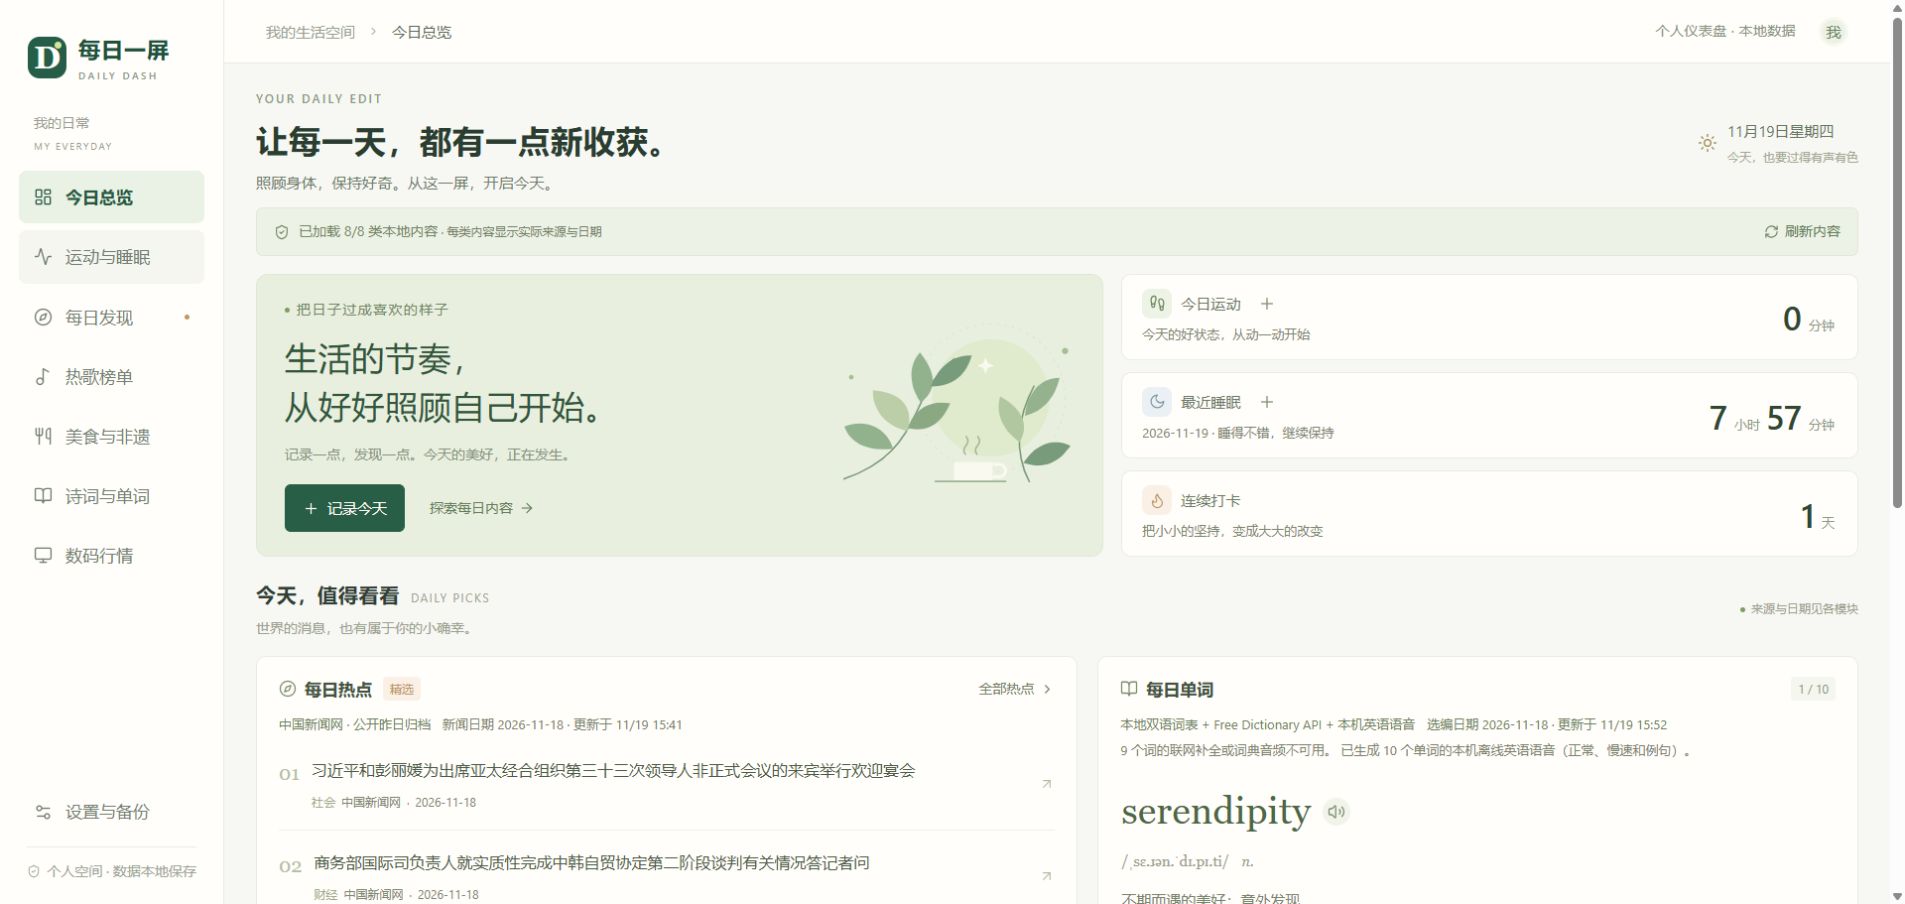 每日一屏
DAILY DASH
我的日常
MY EVERYDAY
今日总览
运动与睡眠
每日发现
热歌榜单
美食与非遗
诗词与单词
数码行情
设置与备份
个人空间 · 数据本地保存
我的生活空间 > 今日总览
个人仪表盘 · 本地数据 我
YOUR DAILY EDIT
让每一天，都有一点新收获。
照顾身体，保持好奇。从这一屏，开启今天。
11月19日星期四
今天，也要过得有声有色
已加载 8/8 类本地内容 · 每类内容显示实际来源与日期
刷新内容
把日子过成喜欢的样子
生活的节奏，
从好好照顾自己开始。
记录一点，发现一点。今天的美好，正在发生。
+ 记录今天
探索每日内容 →
今日运动 +
今天的好状态，从动一动开始
0 分钟
最近睡眠 +
2026-11-19 · 睡得不错，继续保持
7 小时 57 分钟
连续打卡
把小小的坚持，变成大大的改变
1 天
今天，值得看看 DAILY PICKS
世界的消息，也有属于你的小确幸。
来源与日期见各模块
每日热点 精选
全部热点 >
中国新闻网 · 公开昨日归档 新闻日期 2026-11-18 · 更新于 11/19 15:41
01 习近平和彭丽媛为出席亚太经合组织第三十三次领导人非正式会议的来宾举行欢迎宴会
社会 中国新闻网 · 2026-11-18
02 商务部国际司负责人就实质性完成中韩自贸协定第二阶段谈判有关情况答记者问
财经 中国新闻网 · 2026-11-18
每日单词
1 / 10
本地双语词表 + Free Dictionary API + 本机英语语音 选编日期 2026-11-18 · 更新于 11/19 15:52
9 个词的联网补全或词典音频不可用。 已生成 10 个单词的本机离线英语语音（正常、慢速和例句）。
serendipity
/ˌsɛ.ɹən.ˈdɪp.ɪ.ti/ n.
不期而遇的美好；意外发现